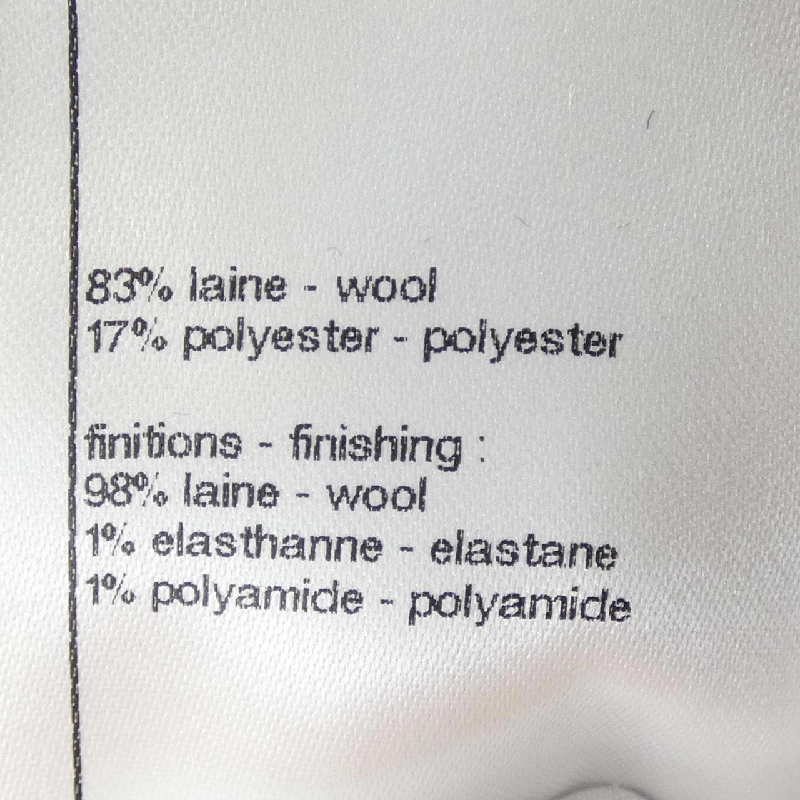 83% laine - wool
17% polyester - polyester
finitions - finishing :
98% laine - wool
1% elasthanne - elastane
1% polyamide - polyamide